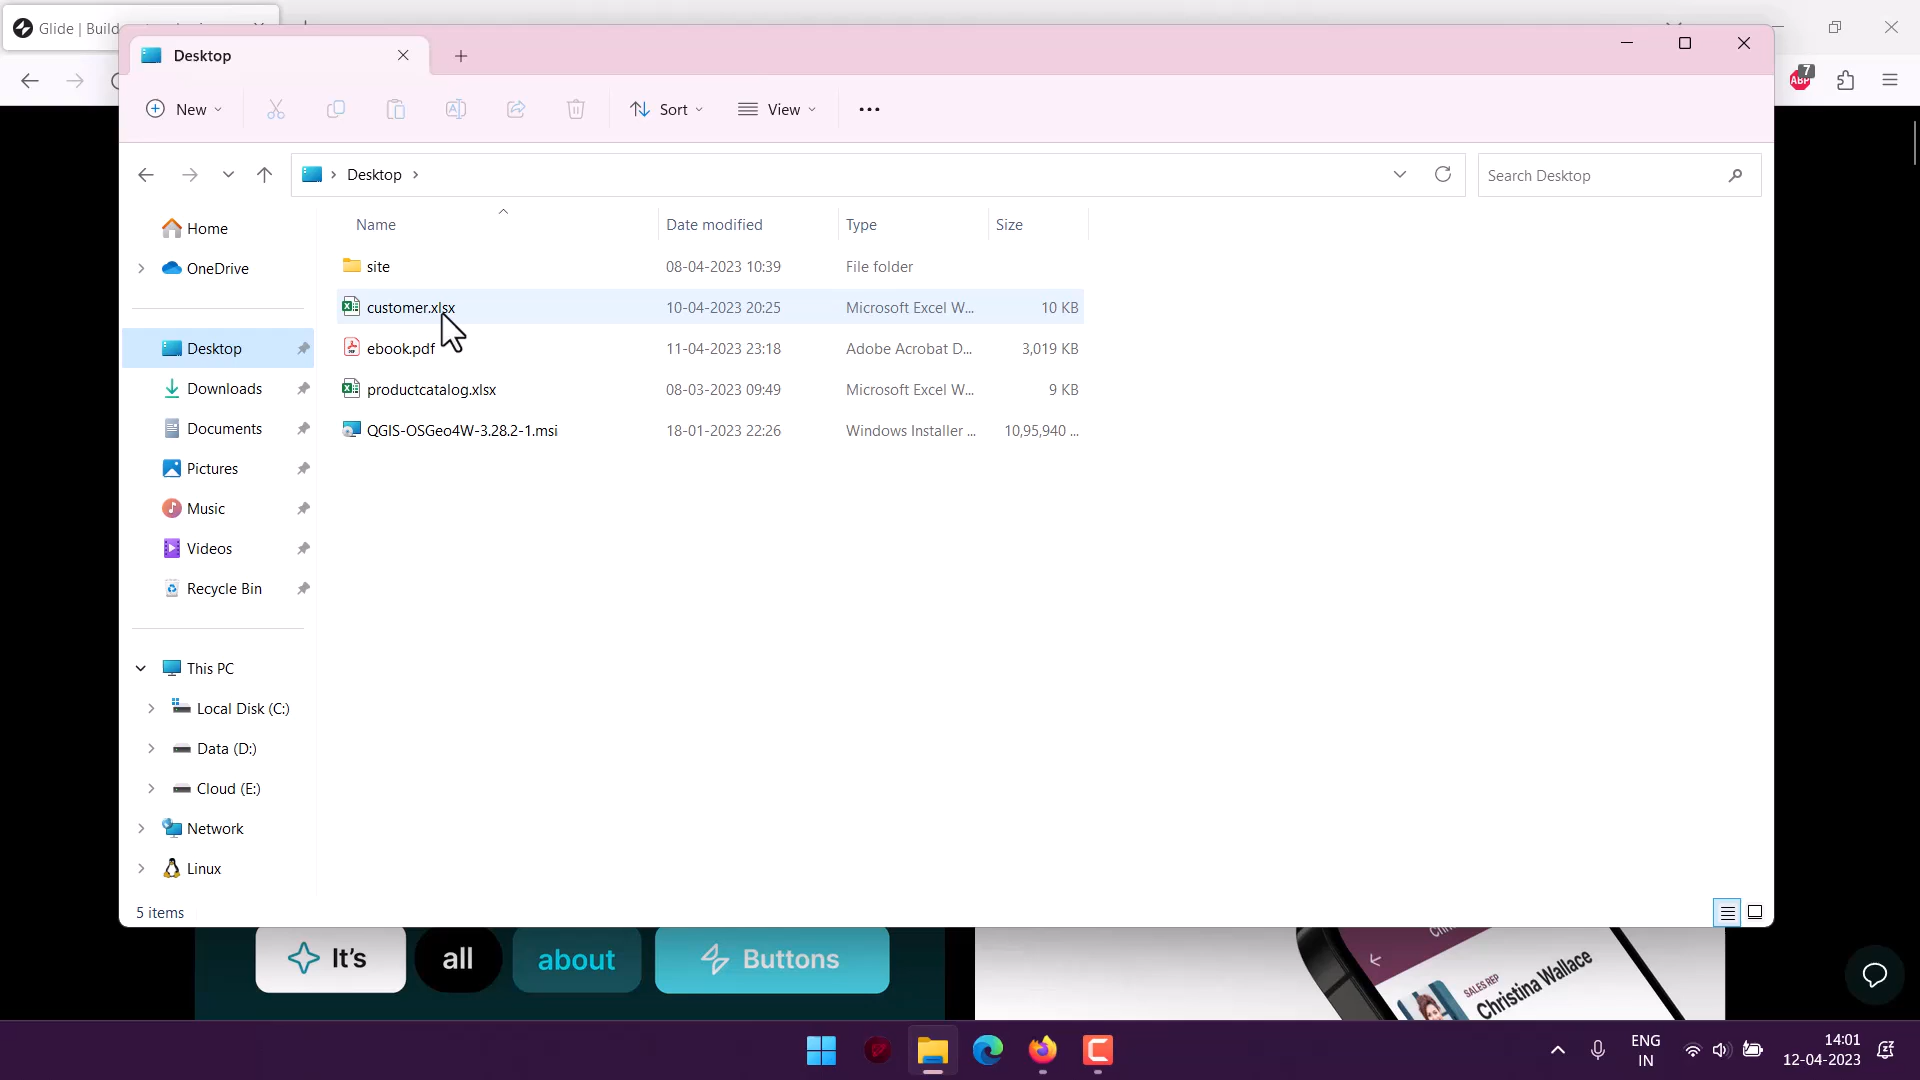 Glide | Build
Desktop
New
Sort
View
7
ABP
Desktop
Search Desktop
Name
Date modified
Type
Size
Home
OneDrive
Desktop
Downloads
Documents
Pictures
Music
Videos
Recycle Bin
This PC
Local Disk (C:)
Data (D:)
Cloud (E:)
Network
Linux
site 08-04-2023 10:39 File folder
customer.xlsx 10-04-2023 20:25 Microsoft Excel W... 10 KB
ebook.pdf 11-04-2023 23:18 Adobe Acrobat D... 3,019 KB
productcatalog.xlsx 08-03-2023 09:49 Microsoft Excel W... 9 KB
QGIS-OSGeo4W-3.28.2-1.msi 18-01-2023 22:26 Windows Installer ... 10,95,940 ...
5 items
It's all about Buttons
SALES REP
Christina Wallace
ENG
IN
14:01
12-04-2023